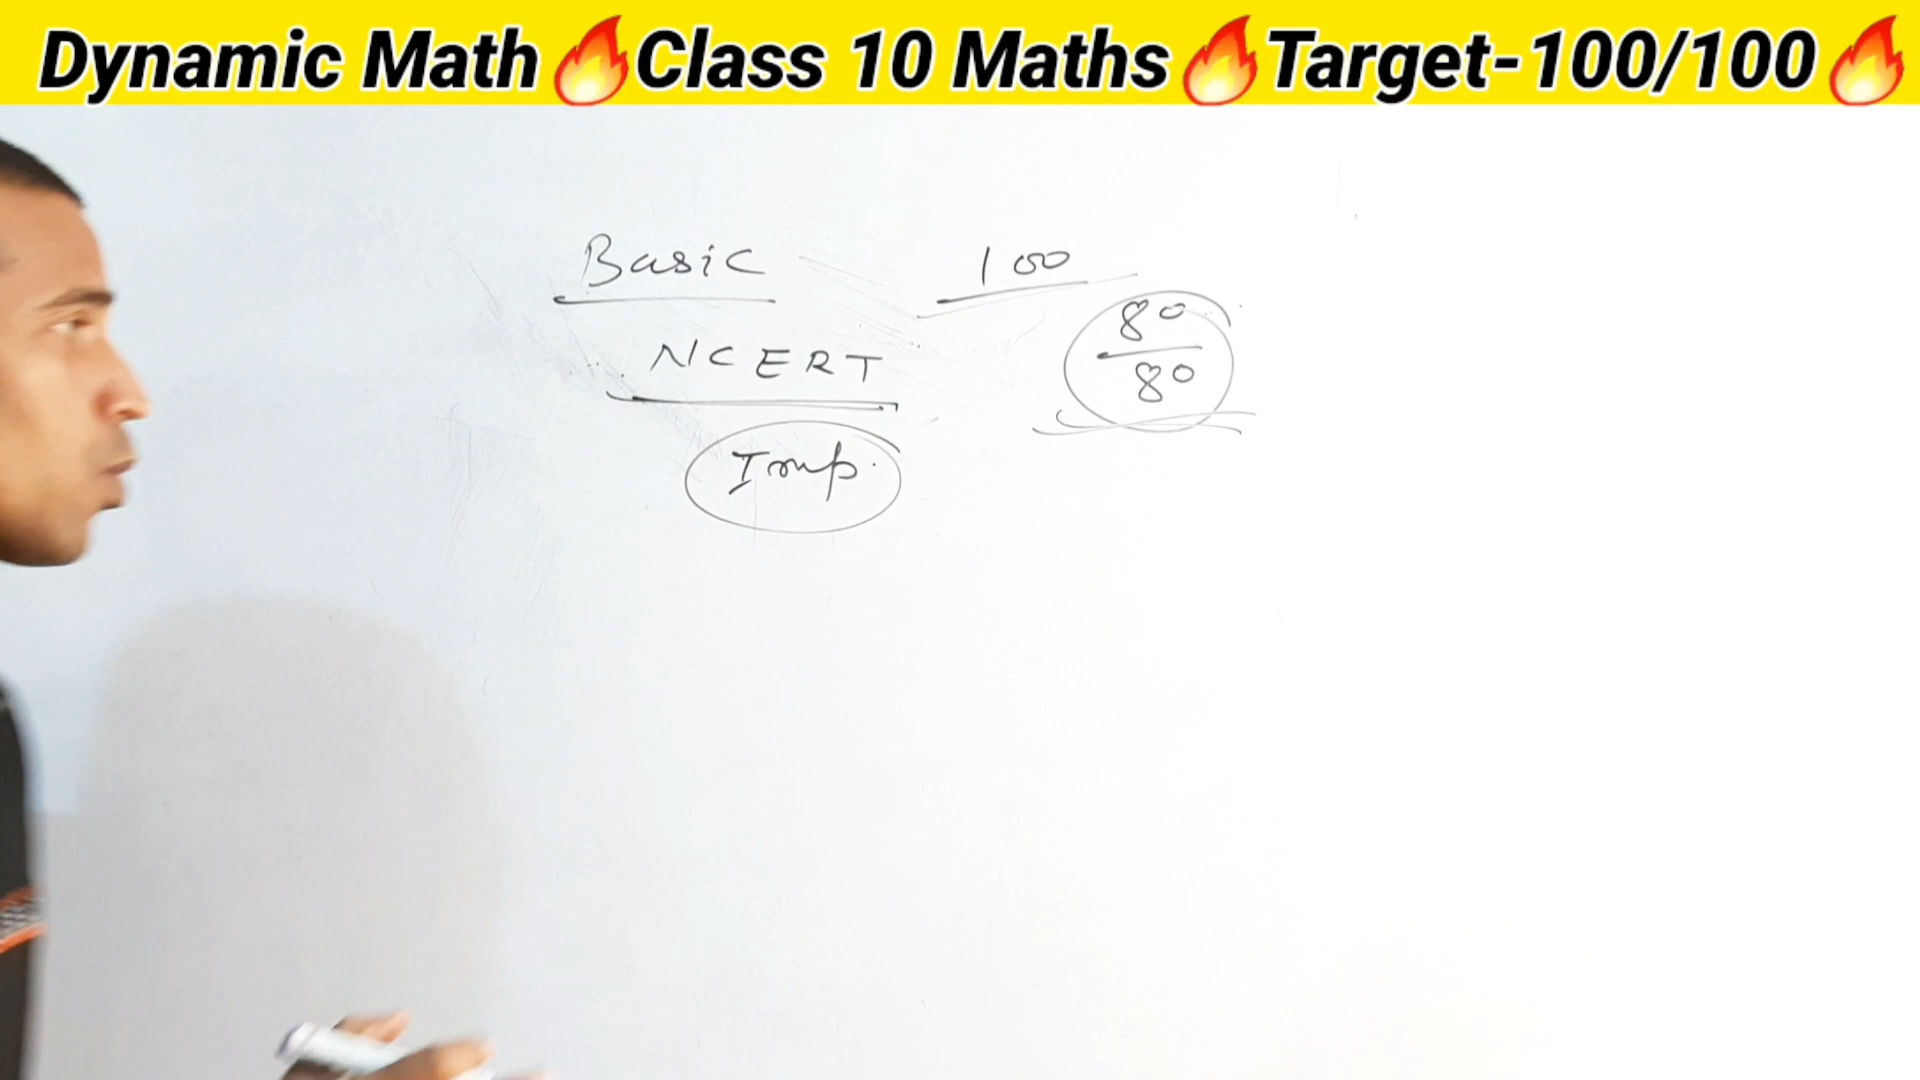 Dynamic Math🔥Class 10 Maths🔥Target-100/100🔥
Basic 100
NCERT 80/80
Imp.